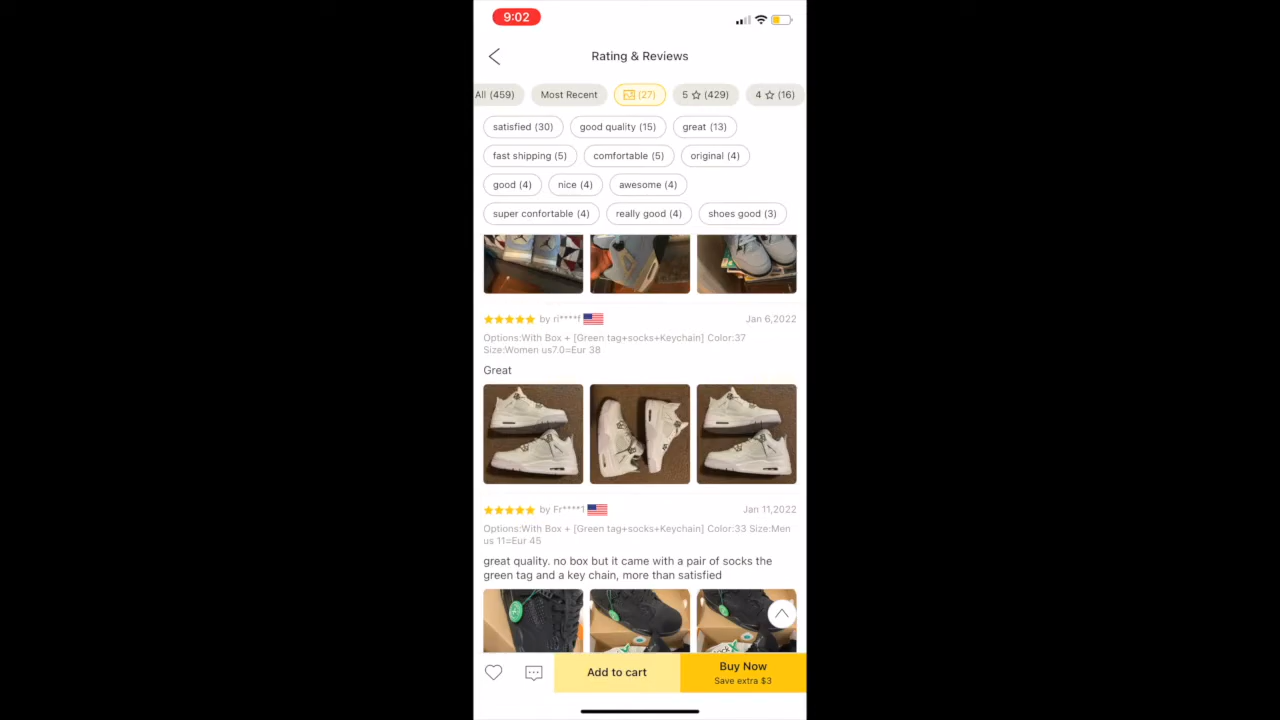 9:02
Rating & Reviews
All (459)
Most Recent
(27)
5 ☆ (429)
4 ☆ (16)
satisfied (30)
good quality (15)
great (13)
fast shipping (5)
comfortable (5)
original (4)
good (4)
nice (4)
awesome (4)
super confortable (4)
really good (4)
shoes good (3)
by ri****f
Jan 6,2022
Options:With Box + [Green tag+socks+Keychain] Color:37
Size:Women us7.0=Eur 38
Great
by Fr****1
Jan 11,2022
Options:With Box + [Green tag+socks+Keychain] Color:33 Size:Men
us 11=Eur 45
great quality. no box but it came with a pair of socks the
green tag and a key chain, more than satisfied
Add to cart
Buy Now
Save extra $3